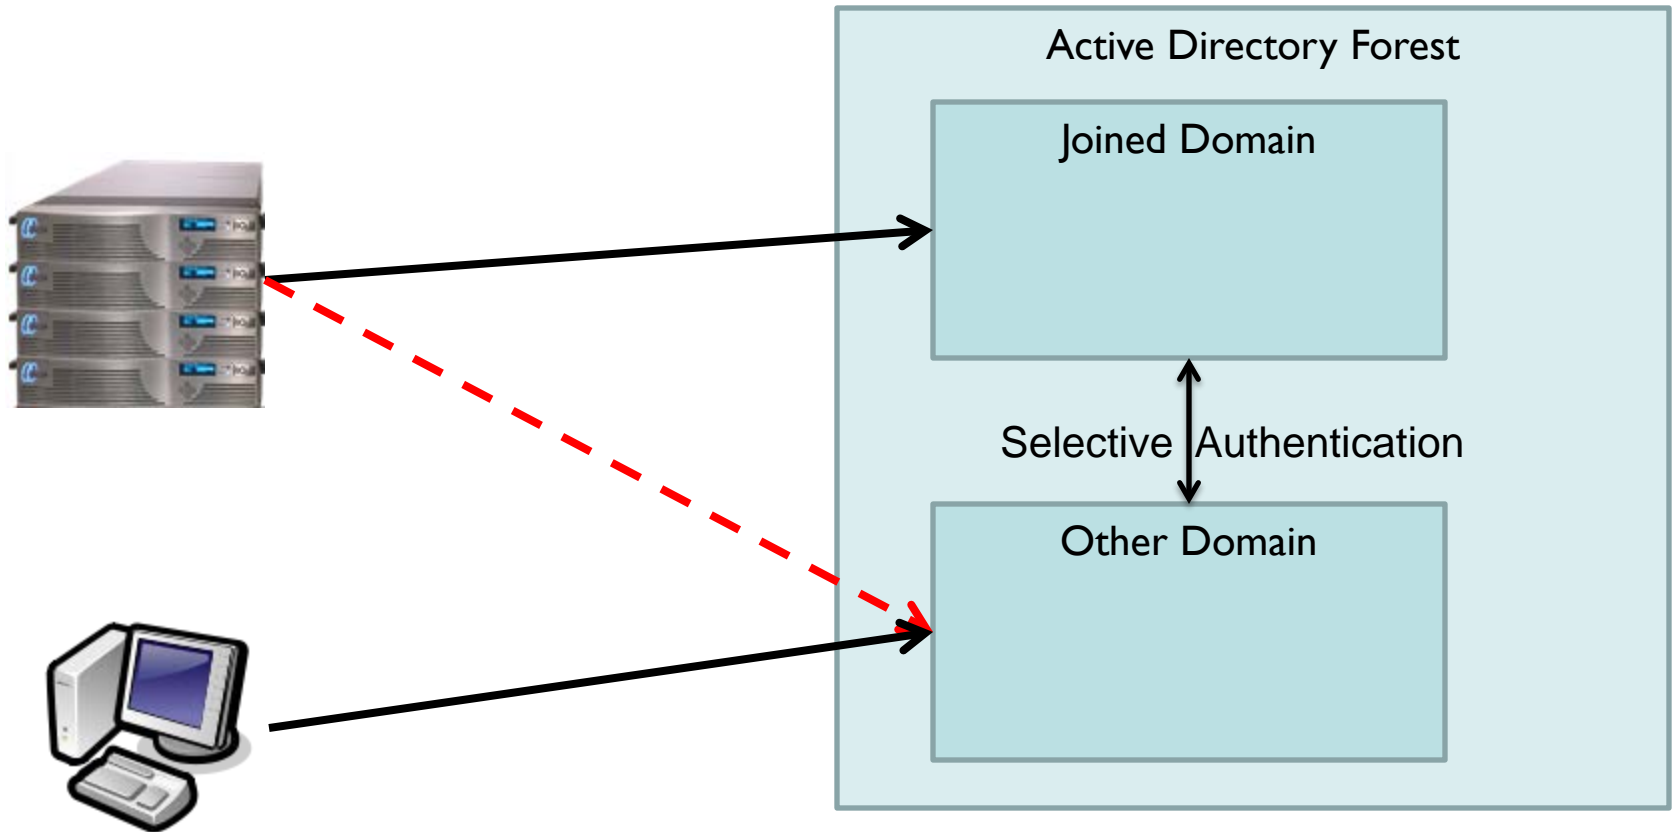 Active Directory Forest
Joined Domain
Selective Authentication
Other Domain